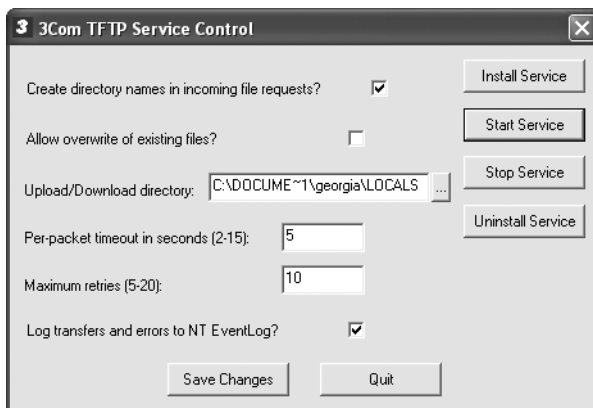 3 3Com TFTP Service Control
Create directory names in incoming file requests?
Install Service
Allow overwrite of existing files?
Start Service
Upload/Download directory: C:\DOCUME~1\georgia\LOCALS ...
Stop Service
Per-packet timeout in seconds (2-15): 5
Uninstall Service
Maximum retries (5-20): 10
Log transfers and errors to NT EventLog?
Save Changes Quit